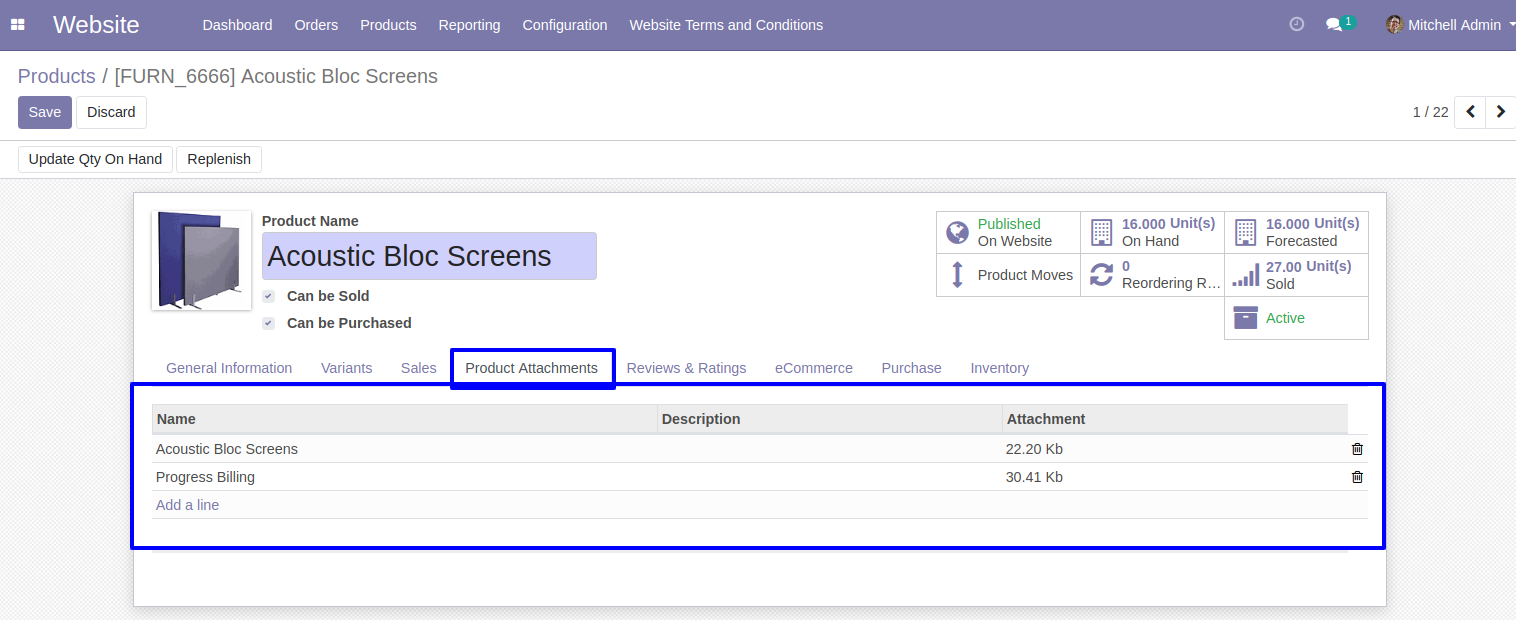 Website Dashboard Orders Products Reporting Configuration Website Terms and Conditions 1 Mitchell Admin
Products / [FURN_6666] Acoustic Bloc Screens
Save Discard 1 / 22
Update Qty On Hand Replenish
Product Name
Acoustic Bloc Screens
Can be Sold
Can be Purchased
Published
On Website
16.000 Unit(s)
On Hand
16.000 Unit(s)
Forecasted
Product Moves
0
Reordering R...
27.00 Unit(s)
Sold
Active
General Information Variants Sales Product Attachments Reviews & Ratings eCommerce Purchase Inventory
Name Description Attachment
Acoustic Bloc Screens 22.20 Kb
Progress Billing 30.41 Kb
Add a line